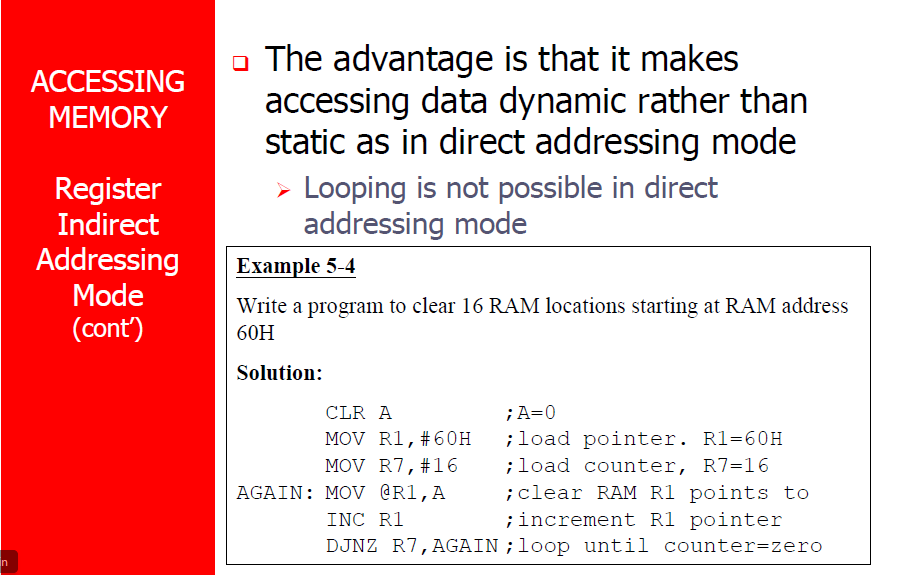 ACCESSING
MEMORY
Register
Indirect
Addressing
Mode
(cont’)
The advantage is that it makes
accessing data dynamic rather than
static as in direct addressing mode
Looping is not possible in direct
addressing mode
Example 5-4
Write a program to clear 16 RAM locations starting at RAM address
60H
Solution:
CLR A ;A=0
MOV R1,#60H ;load pointer. R1=60H
MOV R7,#16 ;load counter, R7=16
AGAIN: MOV @R1,A ;clear RAM R1 points to
INC R1 ;increment R1 pointer
DJNZ R7,AGAIN ;loop until counter=zero